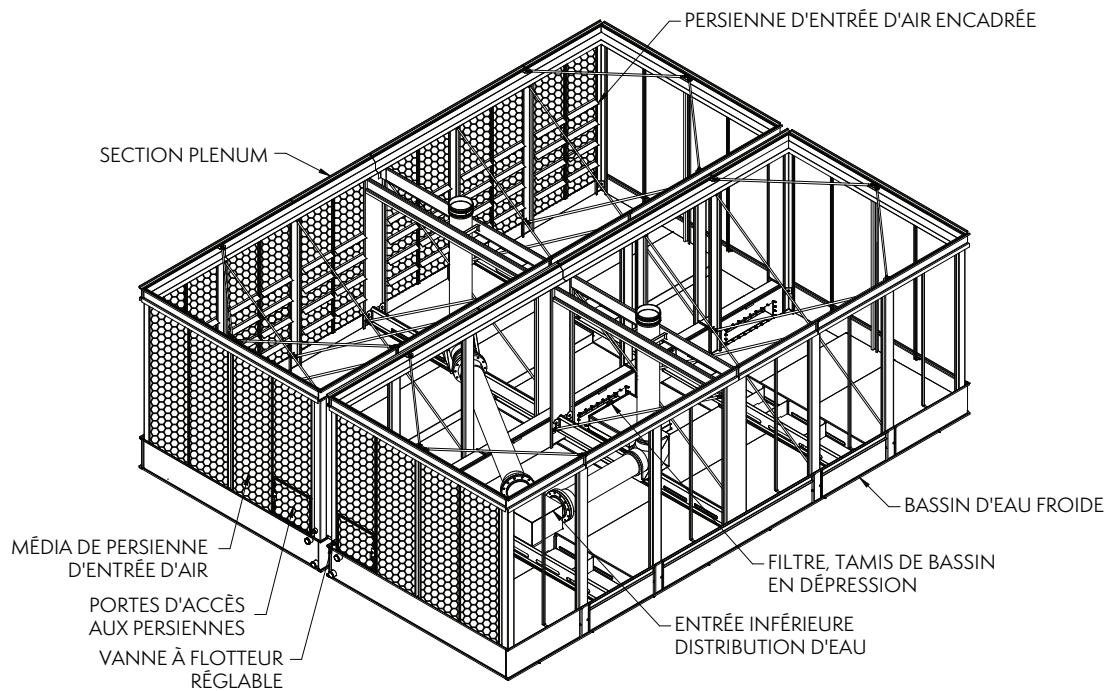 PERSIENNE D'ENTRÉE D'AIR ENCADRÉE
SECTION PLENUM
BASSIN D'EAU FROIDE
MÉDIA DE PERSIENNE
D'ENTRÉE D'AIR
FILTRE, TAMIS DE BASSIN
EN DÉPRESSION
PORTES D'ACCÈS
AUX PERSIENNES
ENTRÉE INFÉRIEURE
DISTRIBUTION D'EAU
VANNE À FLOTTEUR
RÉGLABLE